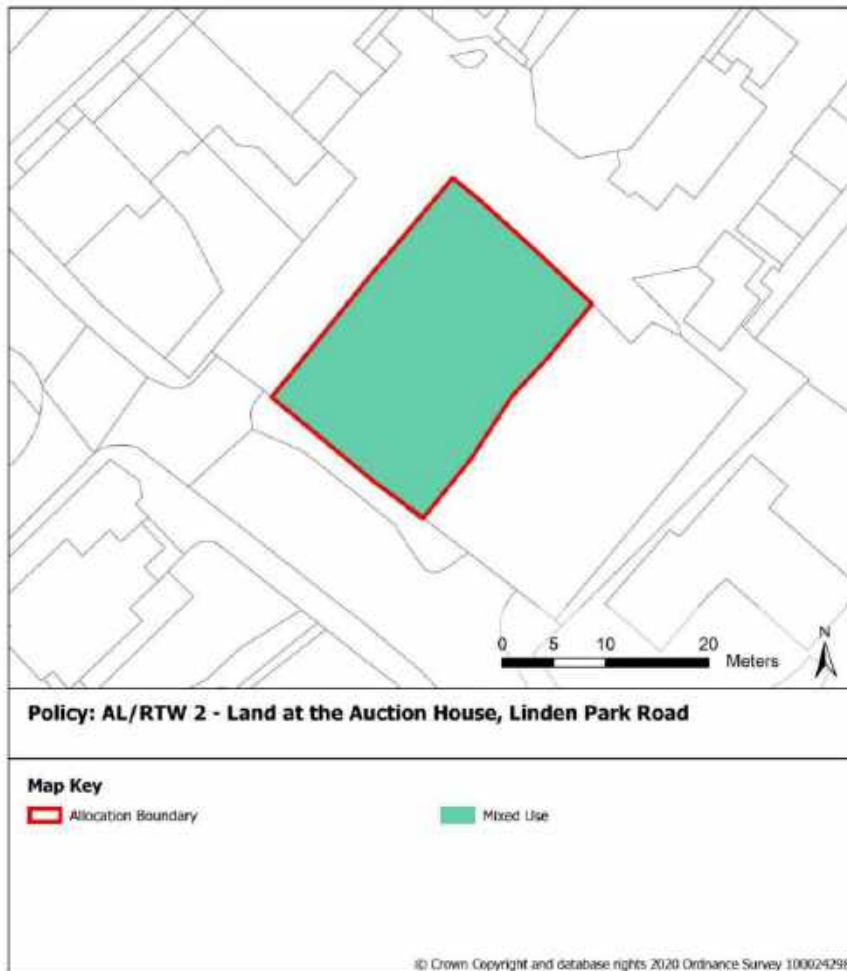 0 5 10 20
Meters
N
Policy: AL/RTW 2 - Land at the Auction House, Linden Park Road
Map Key
Allocation Boundary
Mixed Use
© Crown Copyright and database rights 2020 Ordnance Survey 100024298